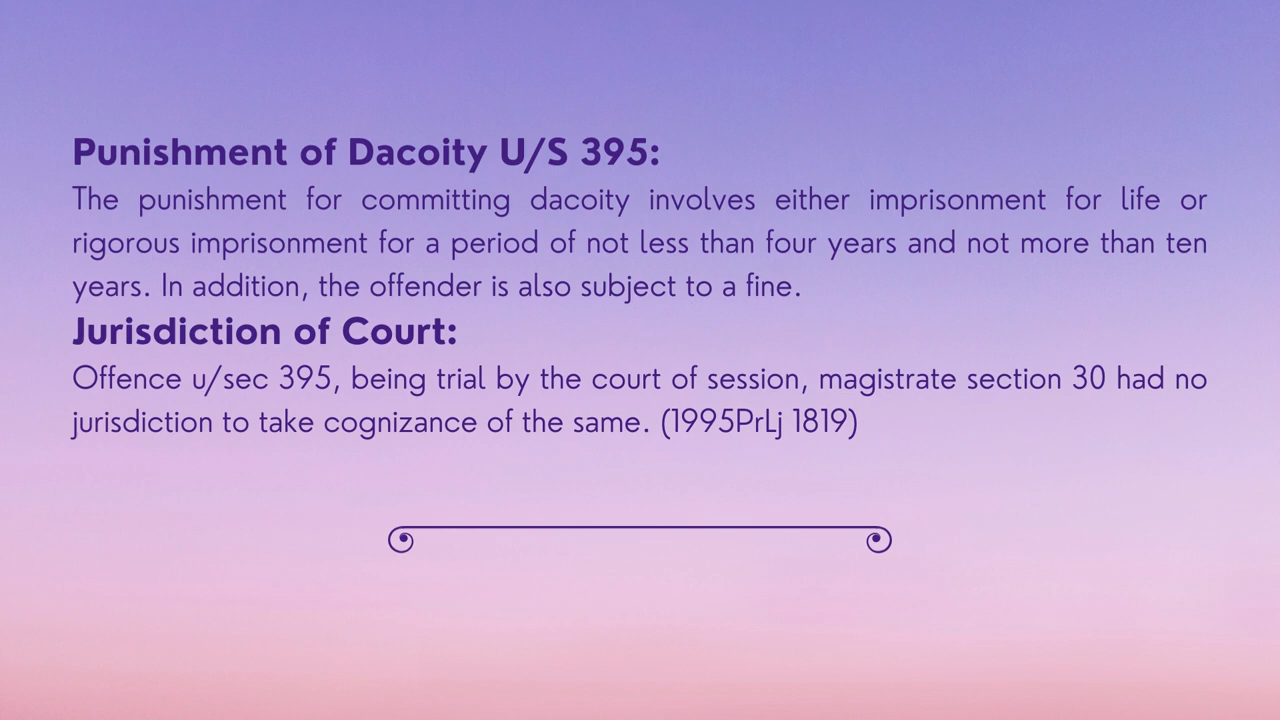 Punishment of Dacoity U/S 395:
The punishment for committing dacoity involves either imprisonment for life or
rigorous imprisonment for a period of not less than four years and not more than ten
years. In addition, the offender is also subject to a fine.
Jurisdiction of Court:
Offence u/sec 395, being trial by the court of session, magistrate section 30 had no
jurisdiction to take cognizance of the same. (1995PrLj 1819)